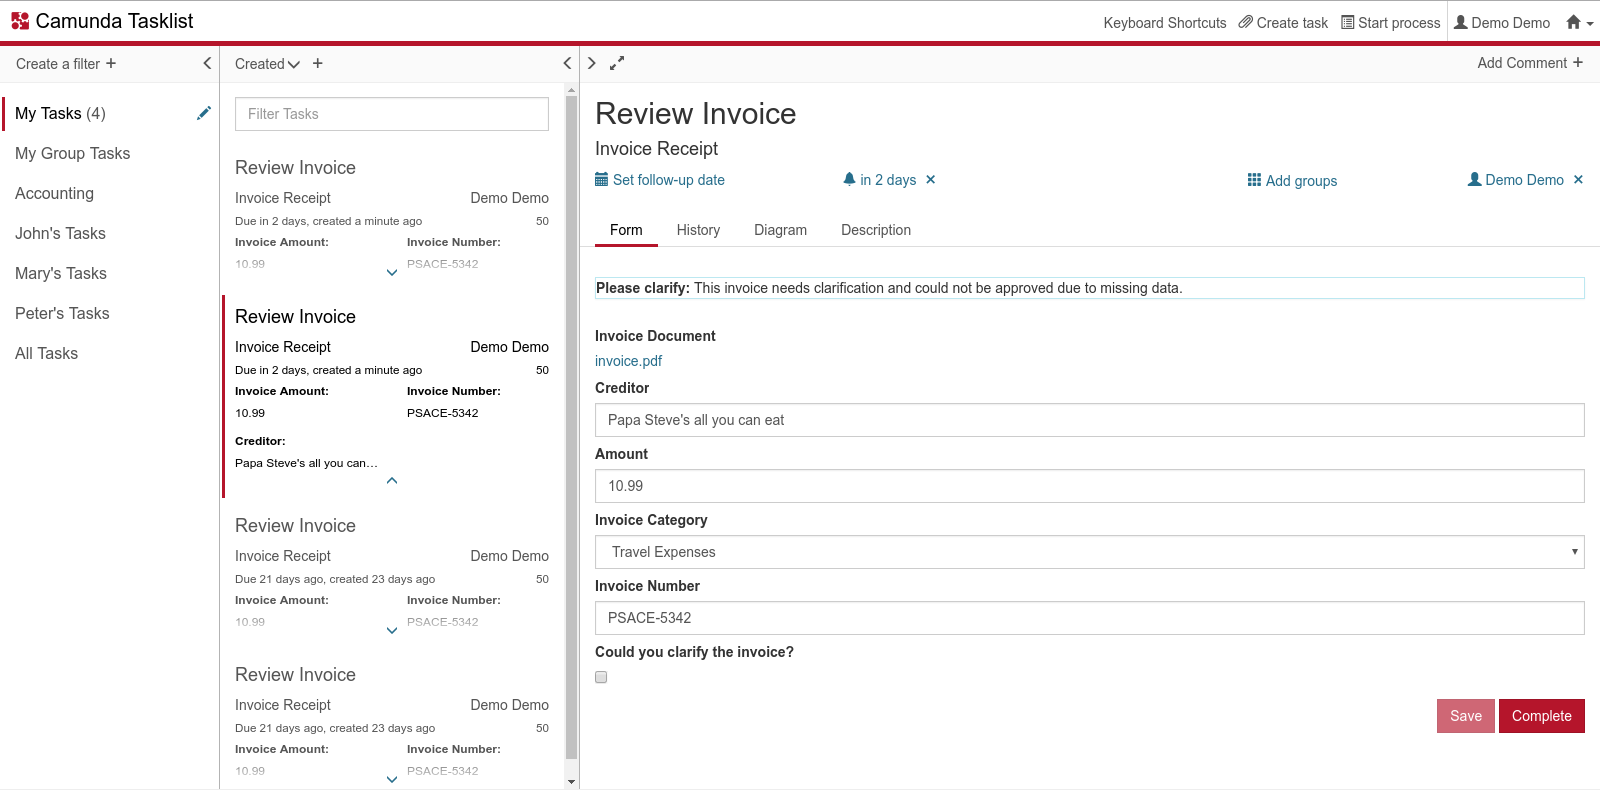 Camunda Tasklist
Keyboard Shortcuts Create task Start process Demo Demo
Create a filter +
My Tasks (4)
My Group Tasks
Accounting
John's Tasks
Mary's Tasks
Peter's Tasks
All Tasks
Created +
Filter Tasks
Review Invoice
Invoice Receipt Demo Demo
Due in 2 days, created a minute ago 50
Invoice Amount: Invoice Number:
10.99 PSACE-5342
Review Invoice
Invoice Receipt Demo Demo
Due in 2 days, created a minute ago 50
Invoice Amount: Invoice Number:
10.99 PSACE-5342
Creditor:
Papa Steve's all you can…
Review Invoice
Invoice Receipt Demo Demo
Due 21 days ago, created 23 days ago 50
Invoice Amount: Invoice Number:
10.99 PSACE-5342
Review Invoice
Invoice Receipt Demo Demo
Due 21 days ago, created 23 days ago 50
Invoice Amount: Invoice Number:
10.99 PSACE-5342
Add Comment +
Review Invoice
Invoice Receipt
Set follow-up date in 2 days × Add groups Demo Demo ×
Form History Diagram Description
Please clarify: This invoice needs clarification and could not be approved due to missing data.
Invoice Document
invoice.pdf
Creditor
Papa Steve's all you can eat
Amount
10.99
Invoice Category
Travel Expenses
Invoice Number
PSACE-5342
Could you clarify the invoice?
Save Complete